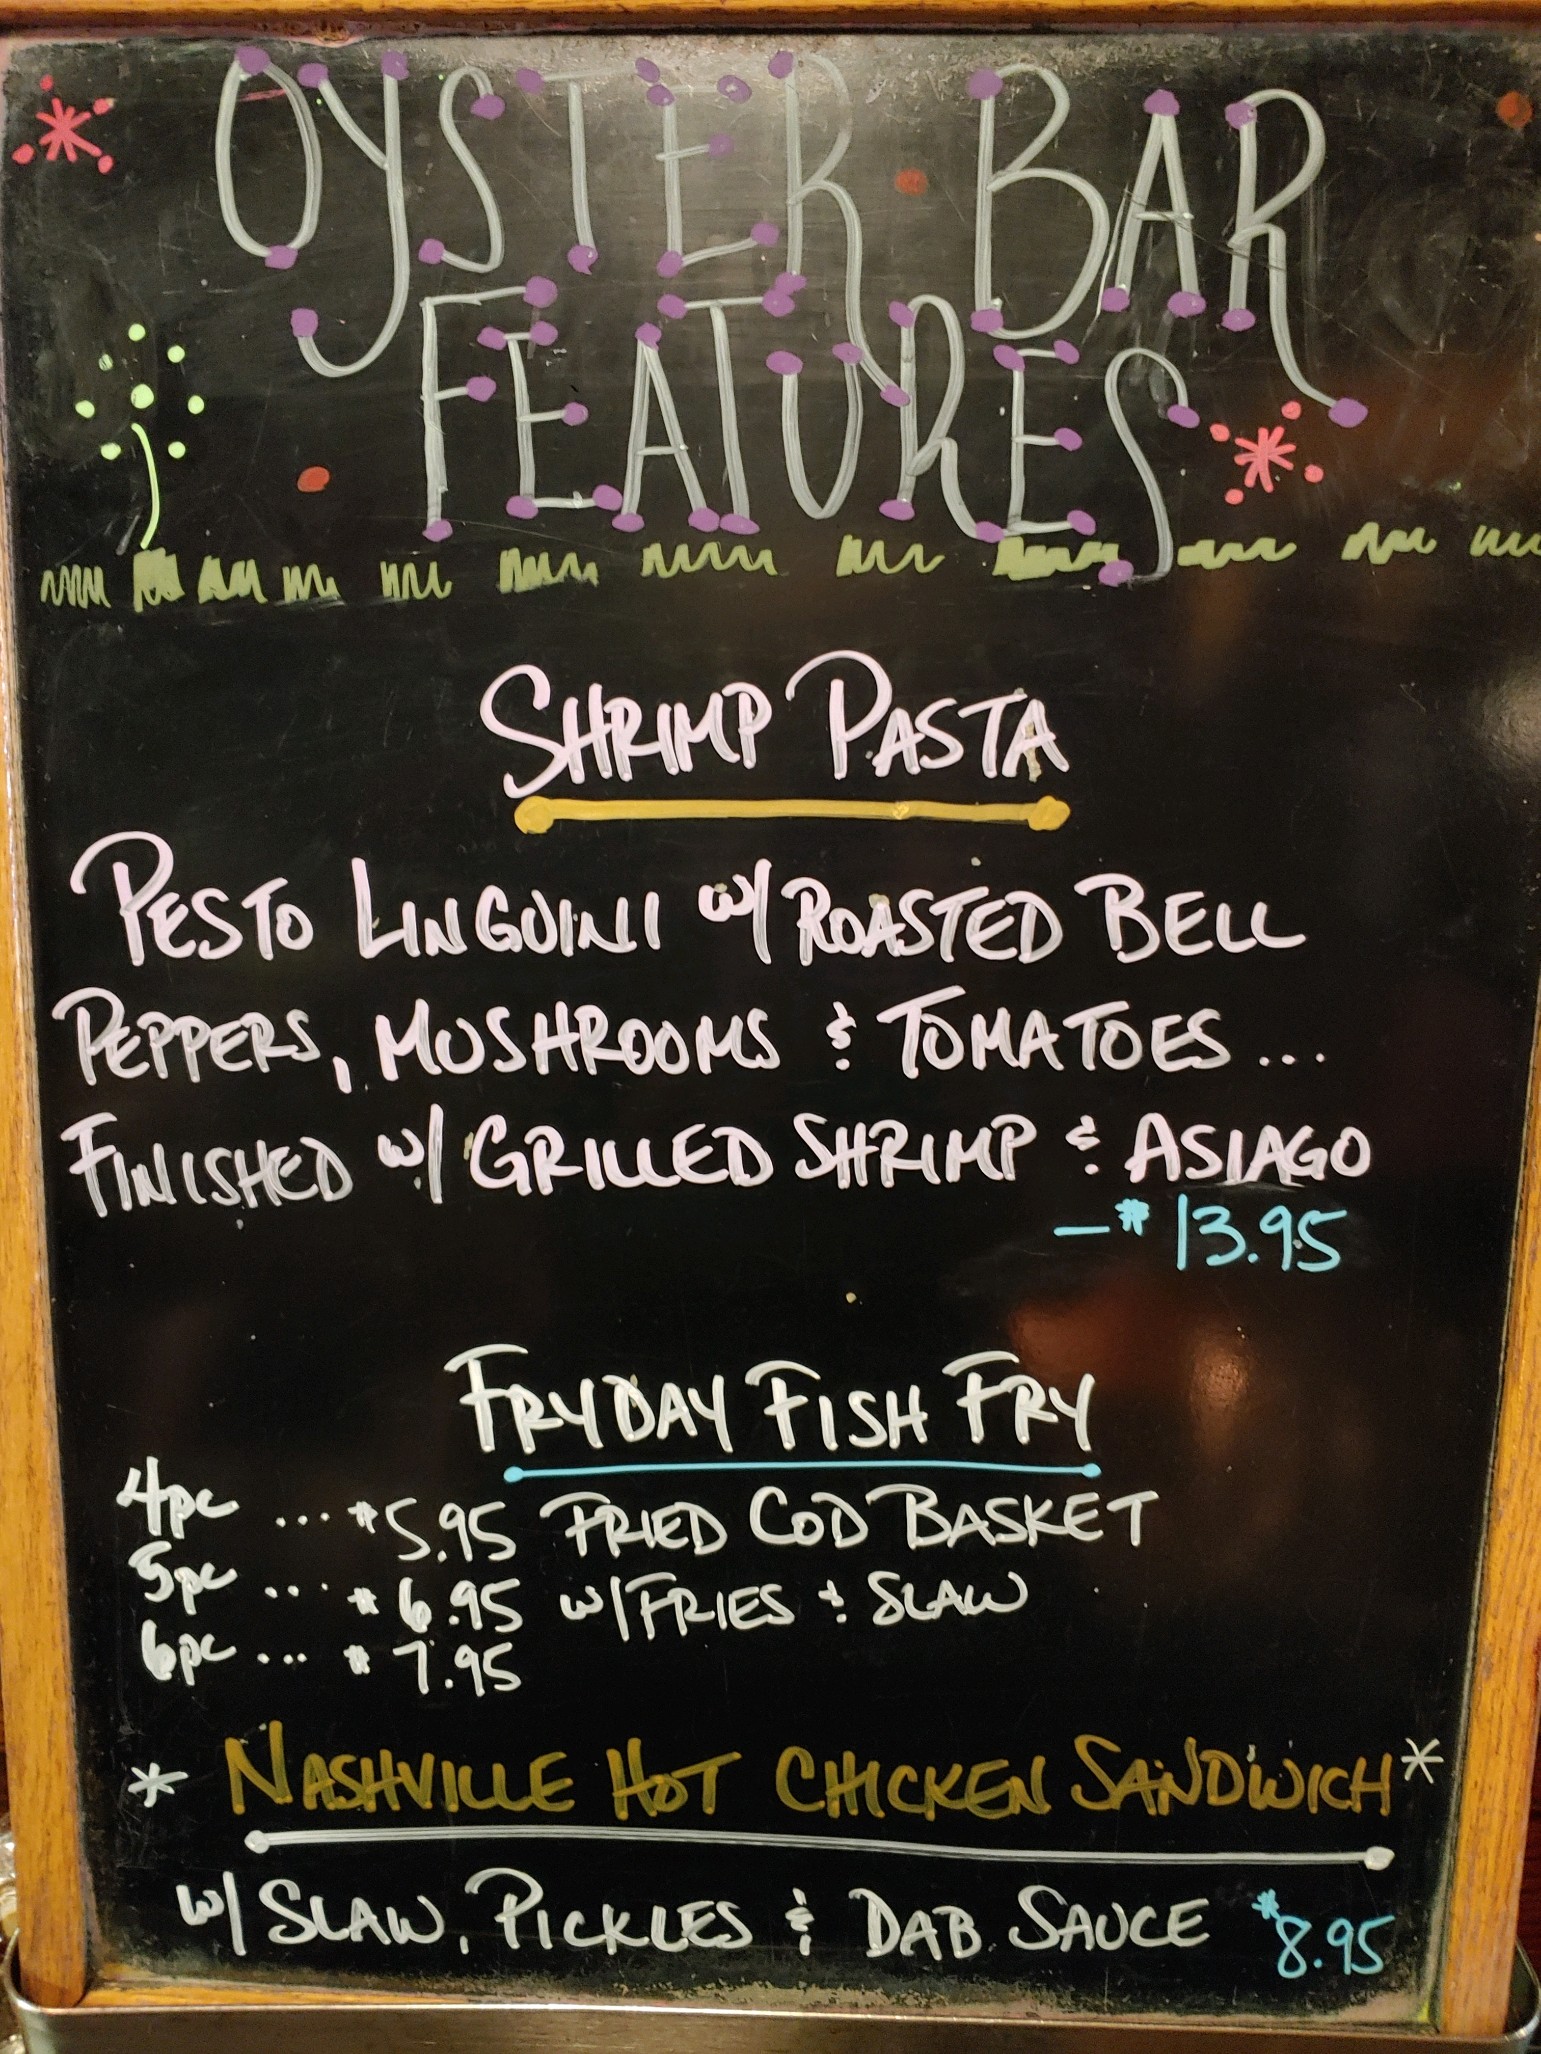 OYSTER BAR
FEATURES
SHRIMP PASTA
PESTO LINGUINI W/ ROASTED BELL
PEPPERS, MUSHROOMS & TOMATOES ...
FINISHED W/ GRILLED SHRIMP & ASIAGO
- $13.95
FRYDAY FISH FRY
4pc ... $5.95 FRIED COD BASKET
5pc ... $6.95 W/ FRIES & SLAW
6pc ... $7.95
* NASHVILLE HOT CHICKEN SANDWICH *
W/ SLAW, PICKLES & DAB SAUCE $8.95